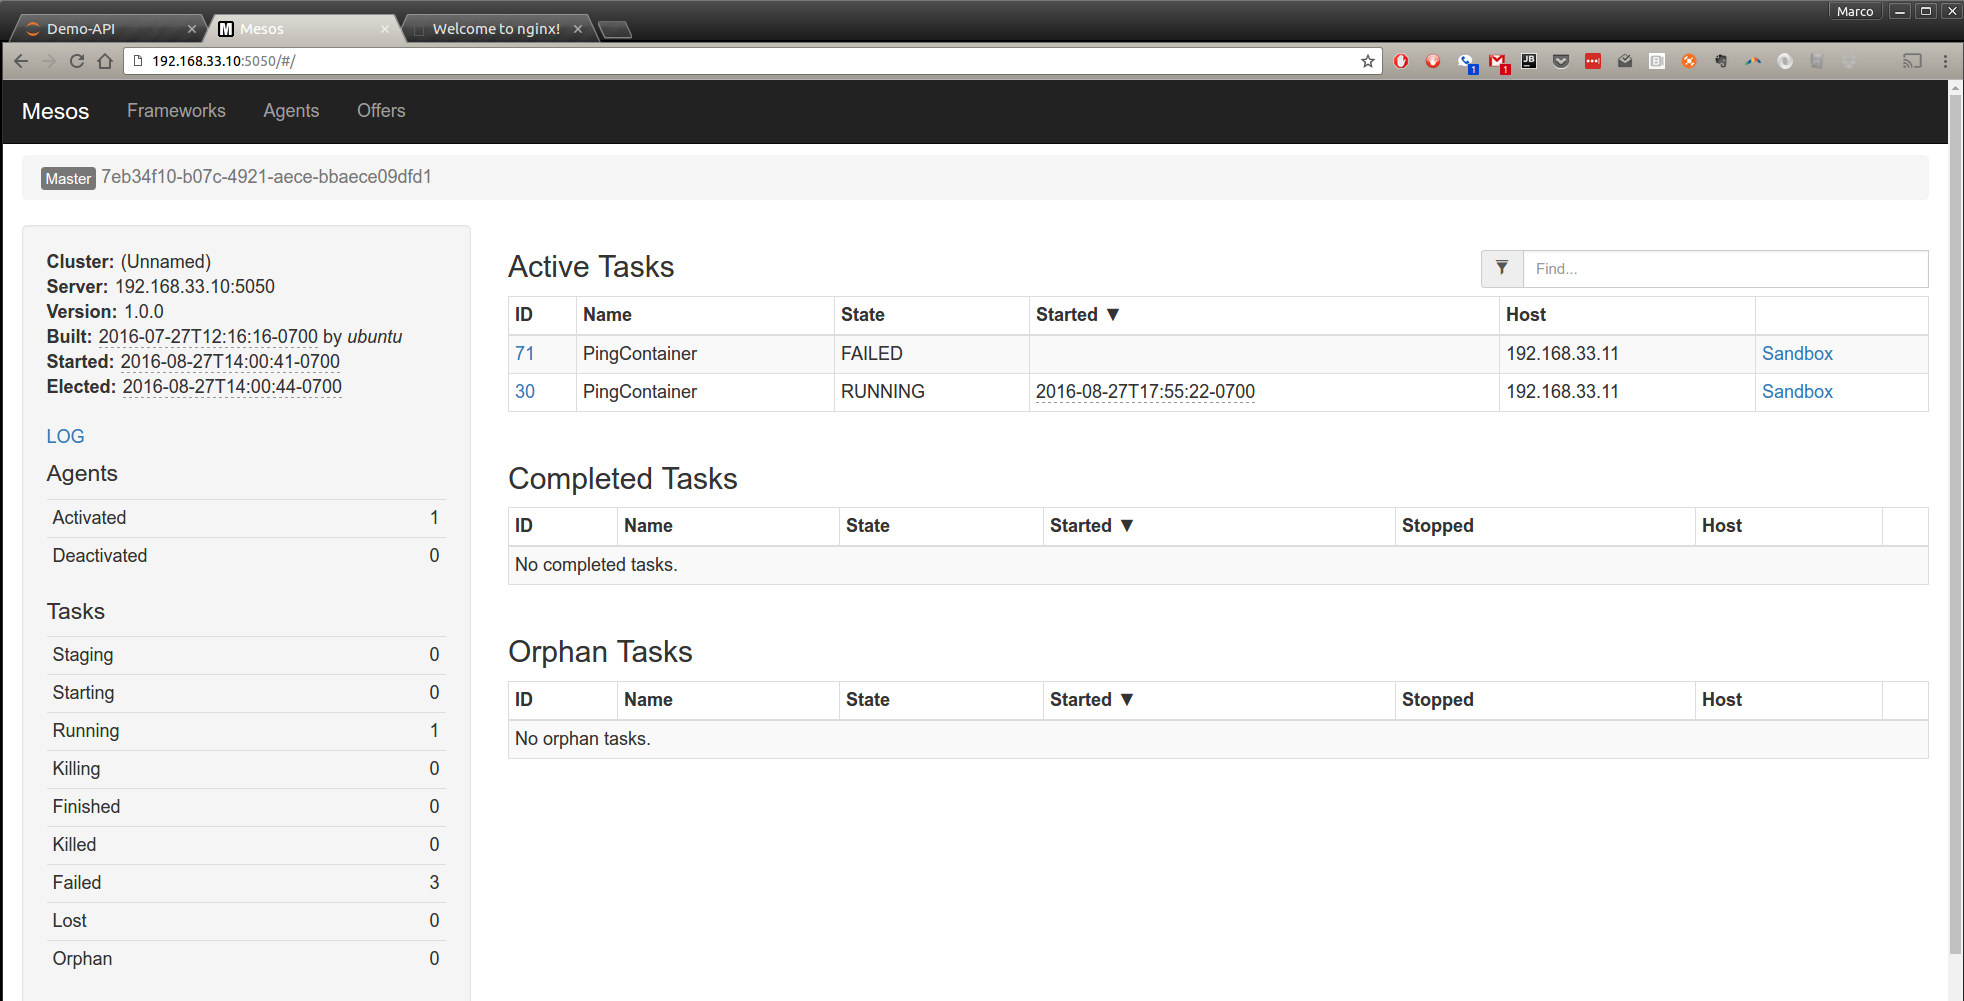 Marco
Demo-API
Mesos
Welcome to nginx!
192.168.33.10:5050/#/
Mesos Frameworks Agents Offers
Master 7eb34f10-b07c-4921-aece-bbaece09dfd1
Cluster: (Unnamed)
Server: 192.168.33.10:5050
Version: 1.0.0
Built: 2016-07-27T12:16:16-0700 by ubuntu
Started: 2016-08-27T14:00:41-0700
Elected: 2016-08-27T14:00:44-0700
LOG
Agents
Activated 1
Deactivated 0
Tasks
Staging 0
Starting 0
Running 1
Killing 0
Finished 0
Killed 0
Failed 3
Lost 0
Orphan 0
Active Tasks
Find...
ID Name State Started ▼ Host
71 PingContainer FAILED 192.168.33.11 Sandbox
30 PingContainer RUNNING 2016-08-27T17:55:22-0700 192.168.33.11 Sandbox
Completed Tasks
ID Name State Started ▼ Stopped Host
No completed tasks.
Orphan Tasks
ID Name State Started ▼ Stopped Host
No orphan tasks.